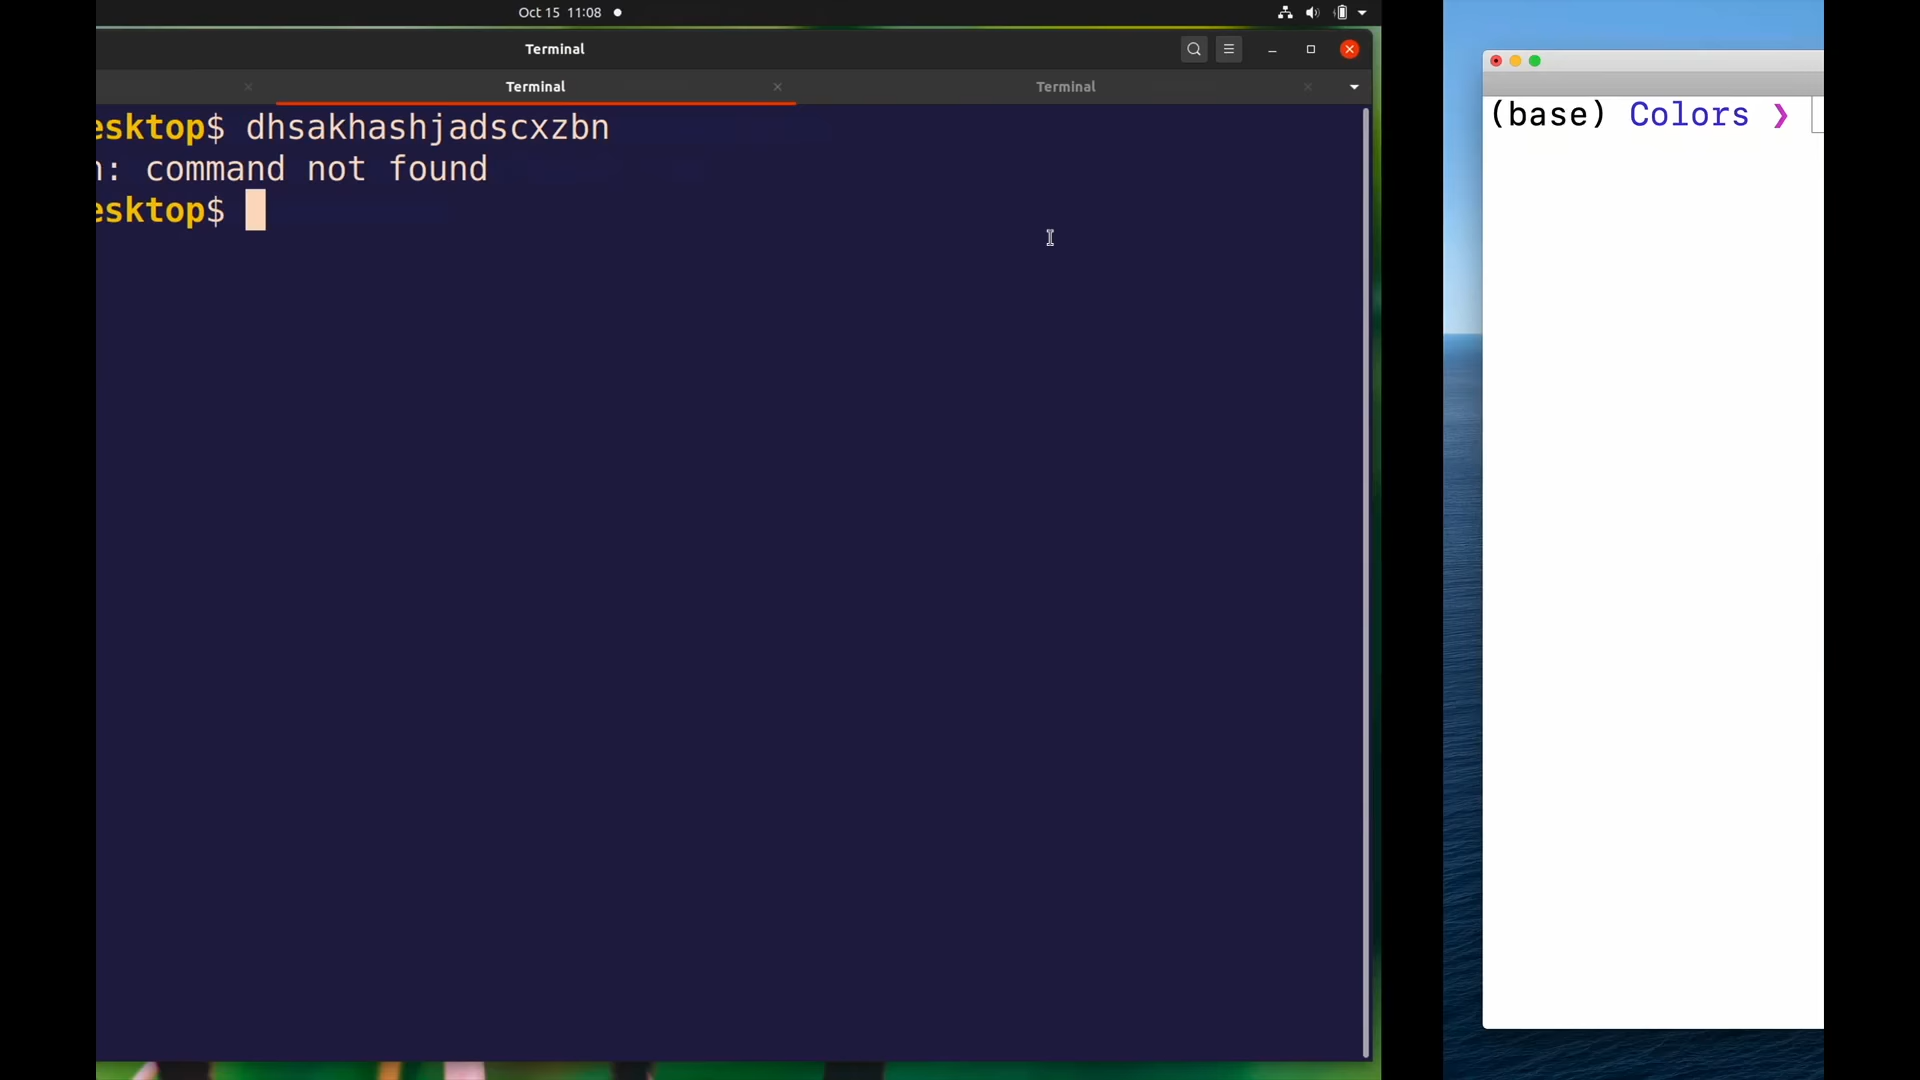 Oct 15 11:08
Terminal
Terminal
Terminal
esktop$ dhsakhashjadscxzbn
n: command not found
esktop$
(base) Colors ❯